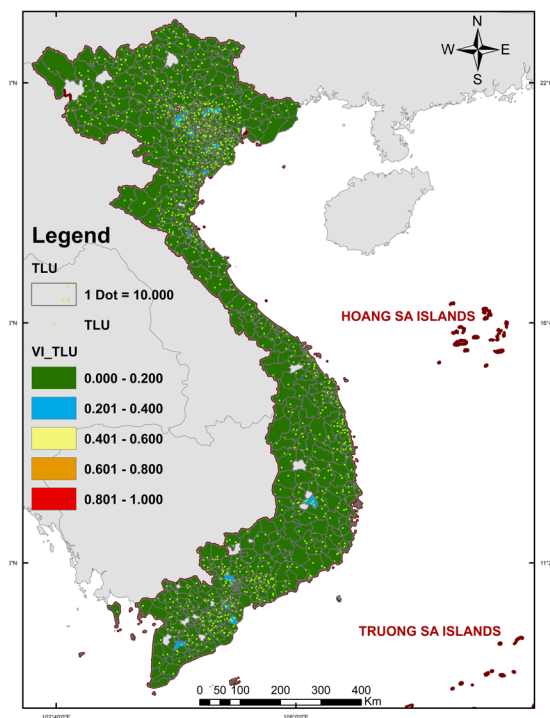 N
W E
S
7°N
22°
Legend
TLU
1 Dot = 10.000
TLU
VI_TLU
0.000 - 0.200
0.201 - 0.400
0.401 - 0.600
0.601 - 0.800
0.801 - 1.000
HOANG SA ISLANDS
TRUONG SA ISLANDS
0 50 100 200 300 400
Km